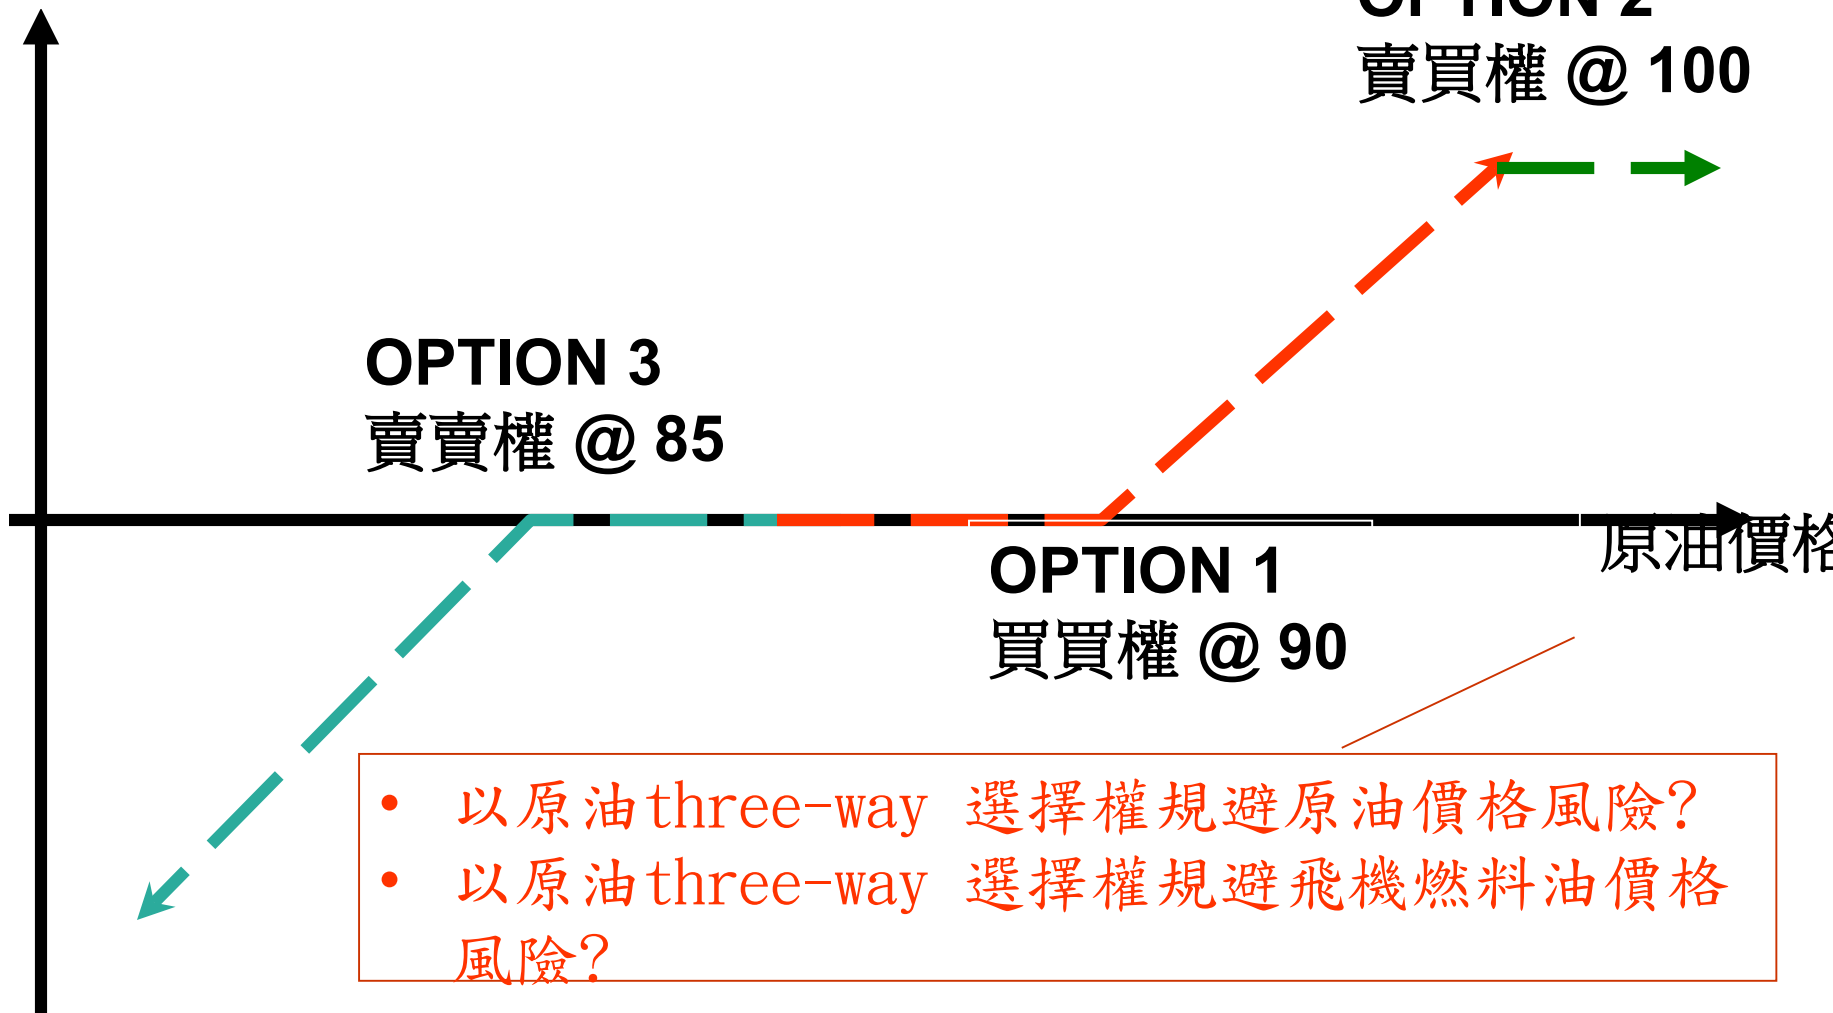 OPTION 2
賣買權 @ 100
OPTION 3
賣賣權 @ 85
原油價格
OPTION 1
買買權 @ 90
• 以原油three-way 選擇權規避原油價格風險?
• 以原油three-way 選擇權規避飛機燃料油價格
風險?